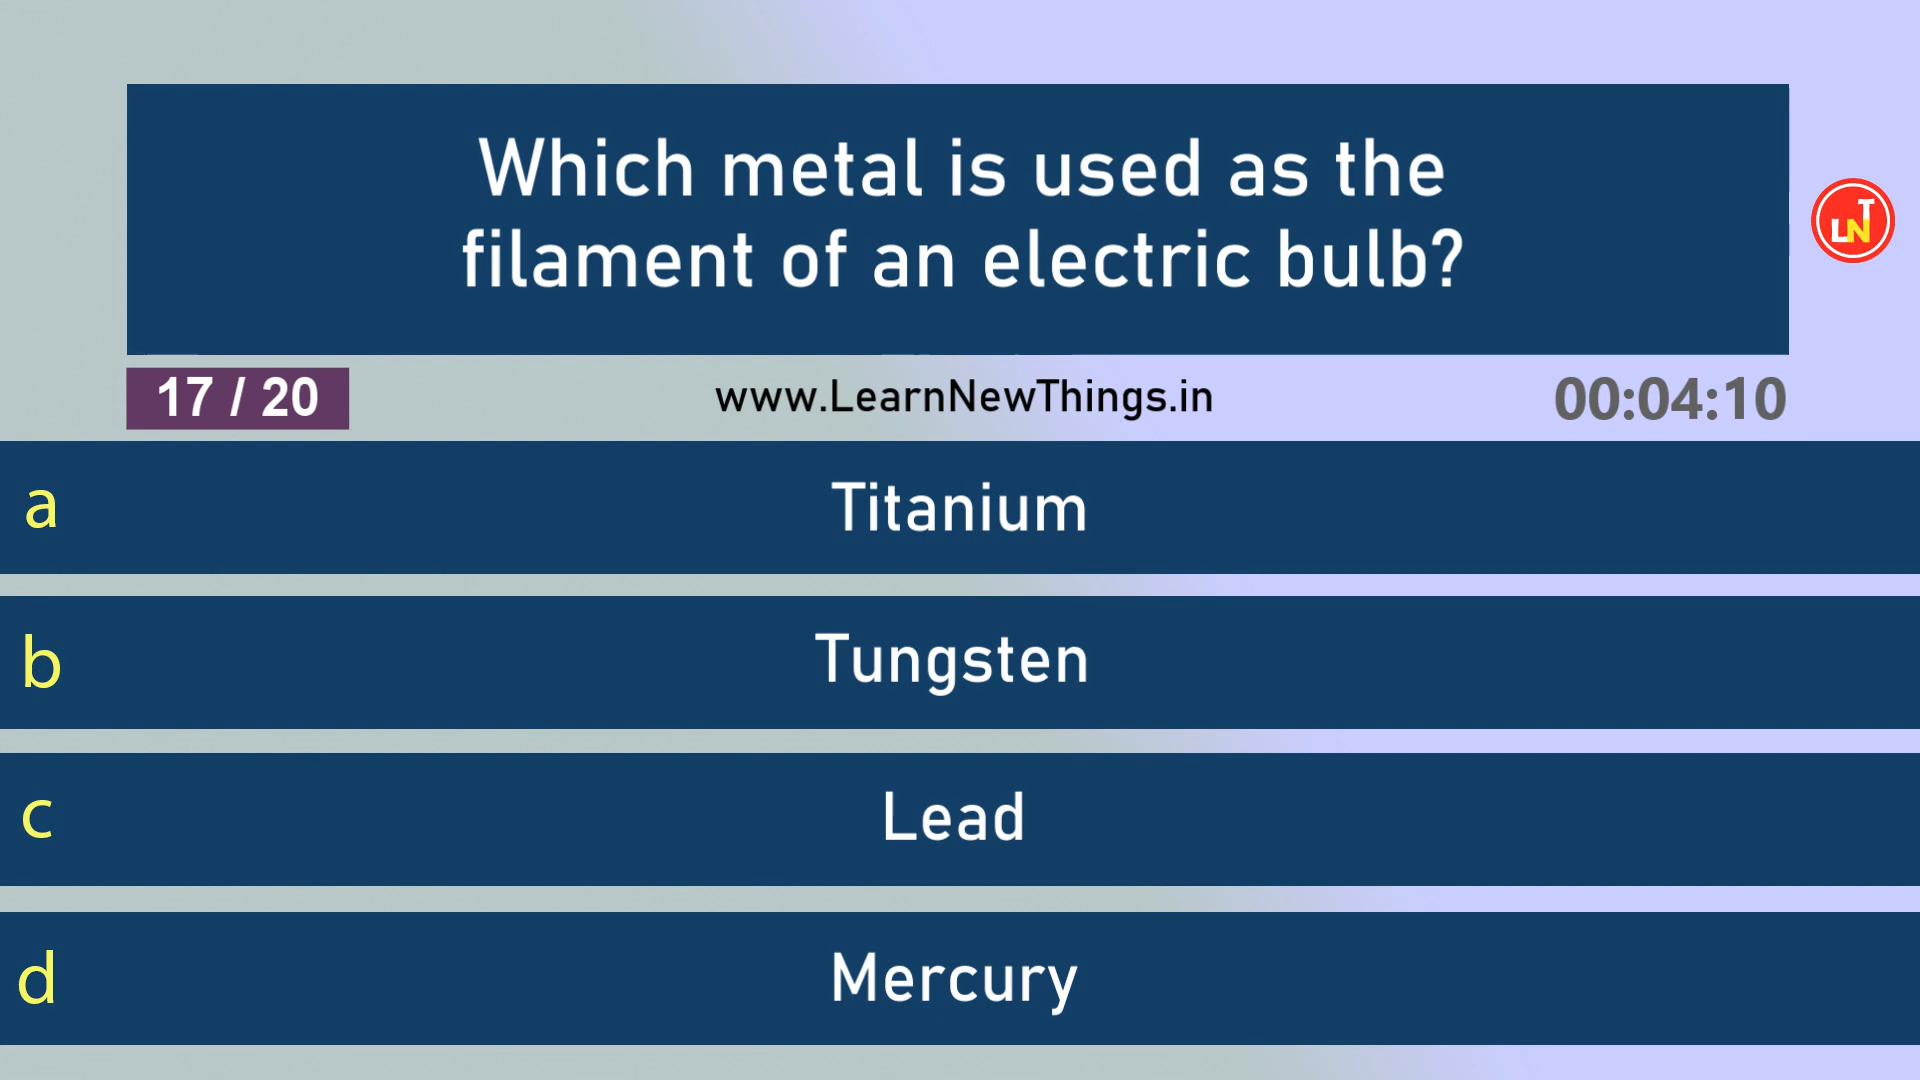 Which metal is used as the
filament of an electric bulb?
LNT
17 / 20
www.LearnNewThings.in
00:04:10
a
Titanium
b
Tungsten
c
Lead
d
Mercury